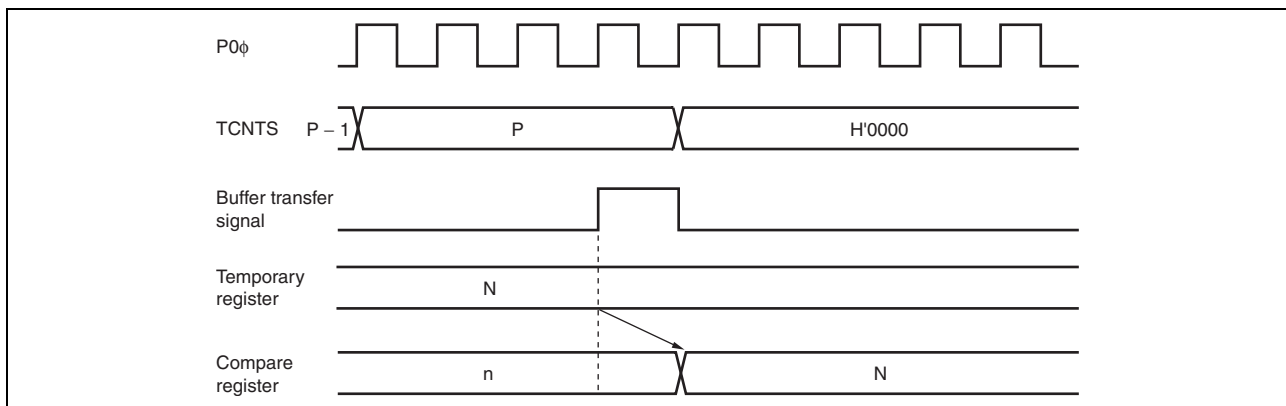 P0ϕ
TCNTS P – 1 P H'0000
Buffer transfer
signal
Temporary
register
N
Compare
register
n N